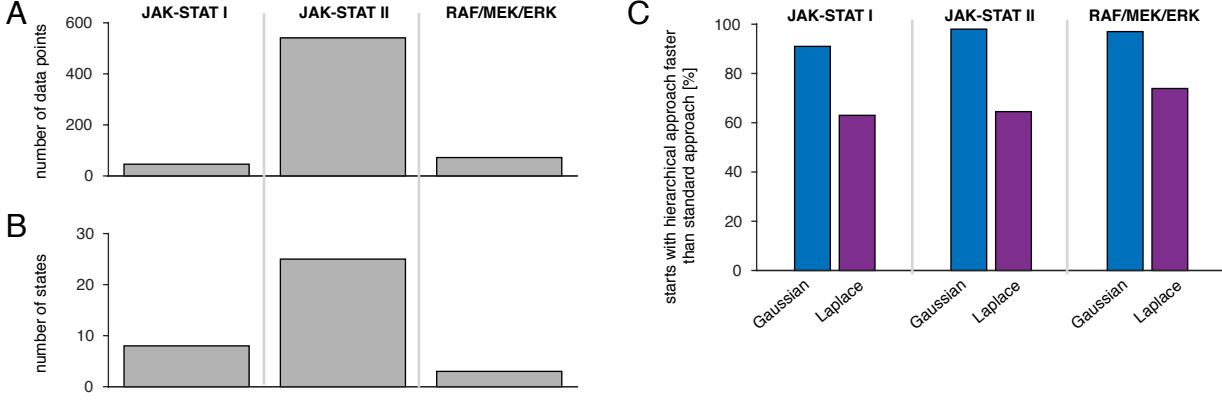 A
JAK-STAT I
JAK-STAT II
RAF/MEK/ERK
number of data points
600
400
200
0
B
number of states
30
20
10
0
C
JAK-STAT I
JAK-STAT II
RAF/MEK/ERK
starts with hierarchical approach faster
than standard approach [%]
100
80
60
40
20
0
Gaussian
Laplace
Gaussian
Laplace
Gaussian
Laplace